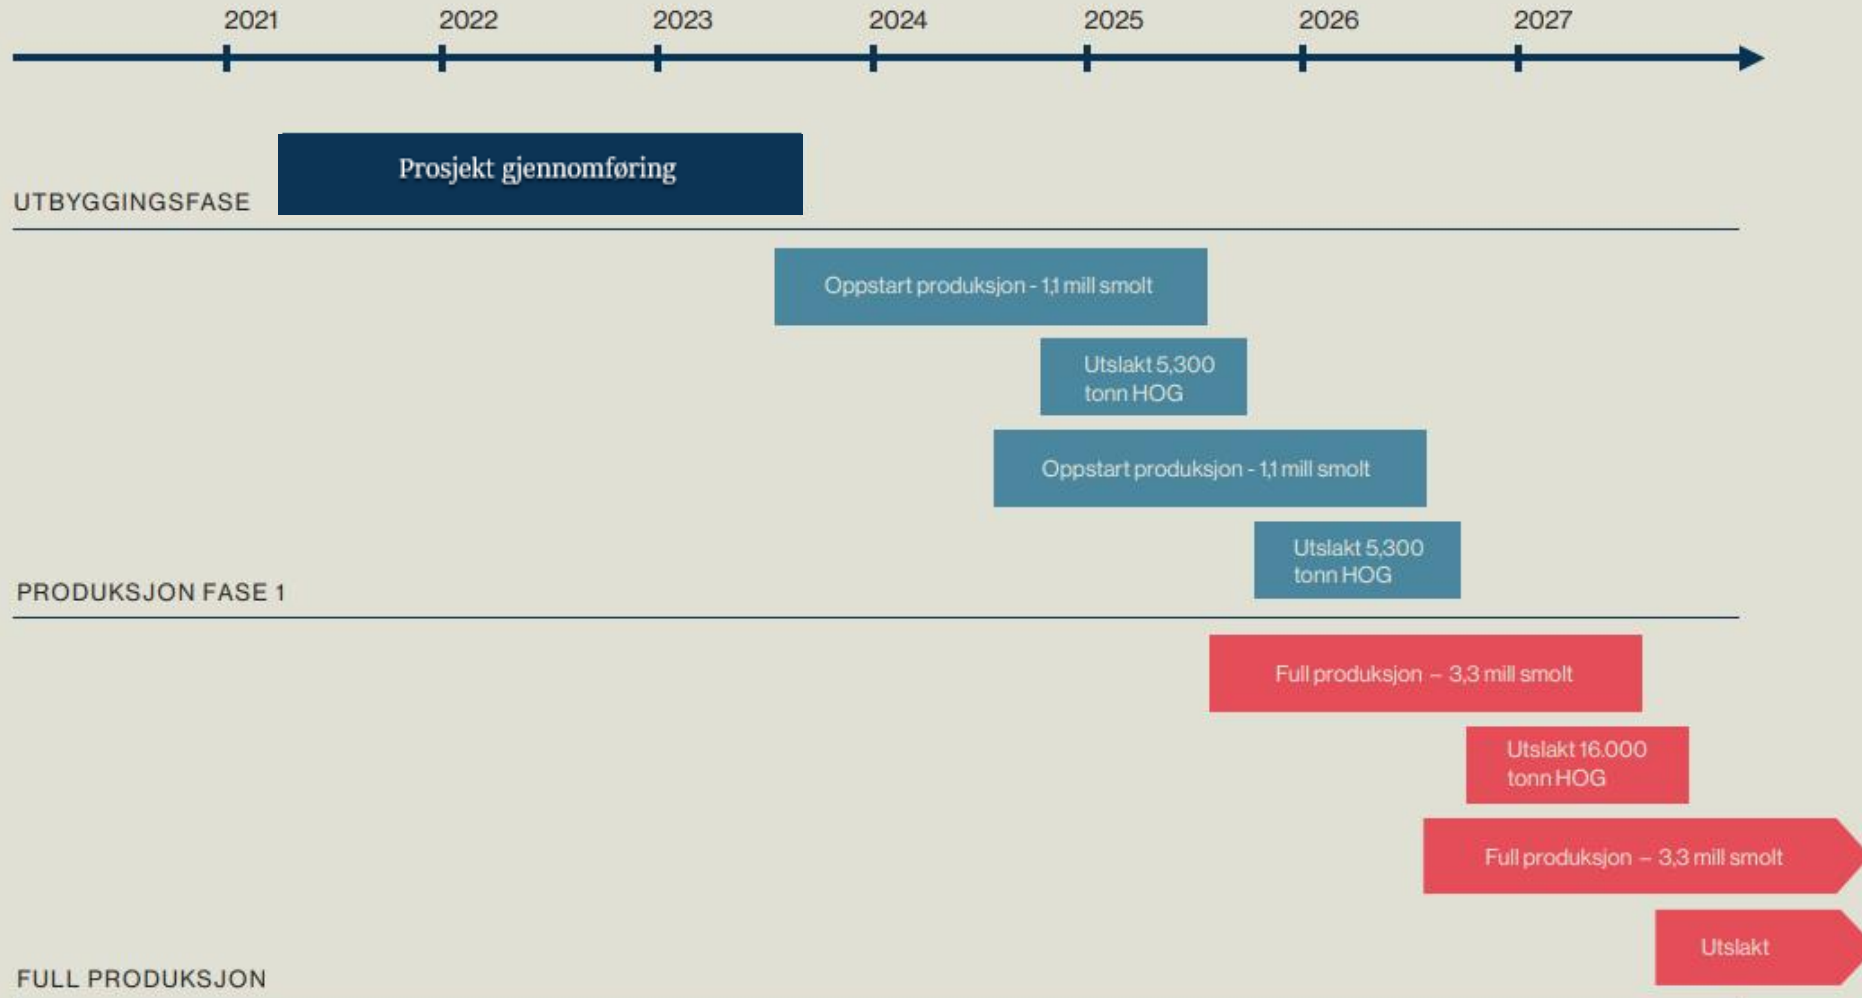 2021 2022 2023 2024 2025 2026 2027
Prosjekt gjennomføring
UTBYGGINGSFASE
Oppstart produksjon - 1,1 mill smolt
Utslakt 5,300
tonn HOG
Oppstart produksjon - 1,1 mill smolt
Utslakt 5,300
tonn HOG
PRODUKSJON FASE 1
Full produksjon – 3,3 mill smolt
Utslakt 16.000
tonn HOG
Full produksjon – 3,3 mill smolt
Utslakt
FULL PRODUKSJON